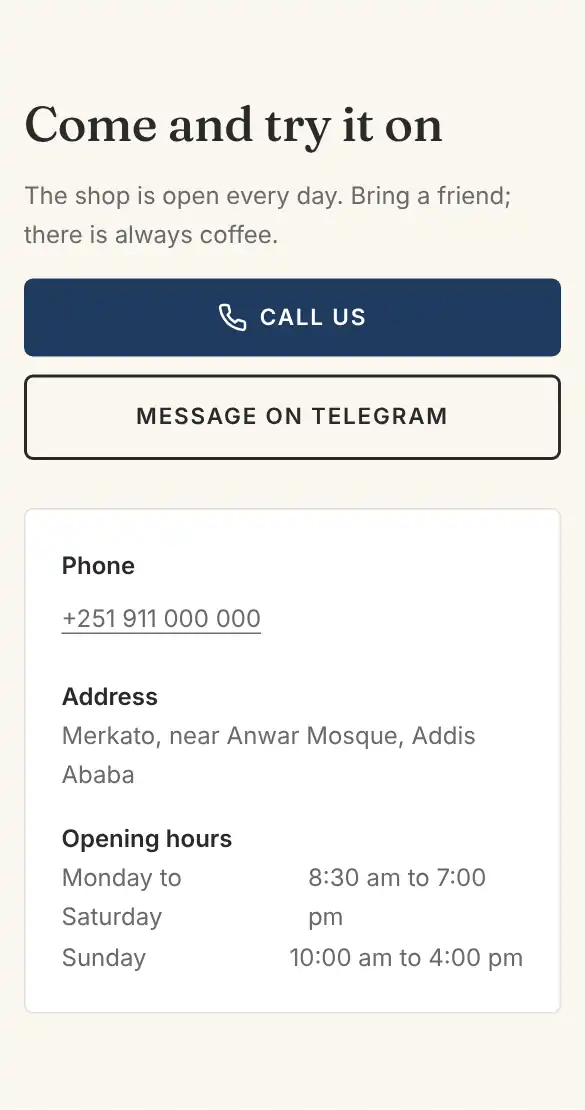 Come and try it on
The shop is open every day. Bring a friend;
there is always coffee.
CALL US
MESSAGE ON TELEGRAM
Phone
+251 911 000 000
Address
Merkato, near Anwar Mosque, Addis
Ababa
Opening hours
Monday to 8:30 am to 7:00
Saturday pm
Sunday 10:00 am to 4:00 pm